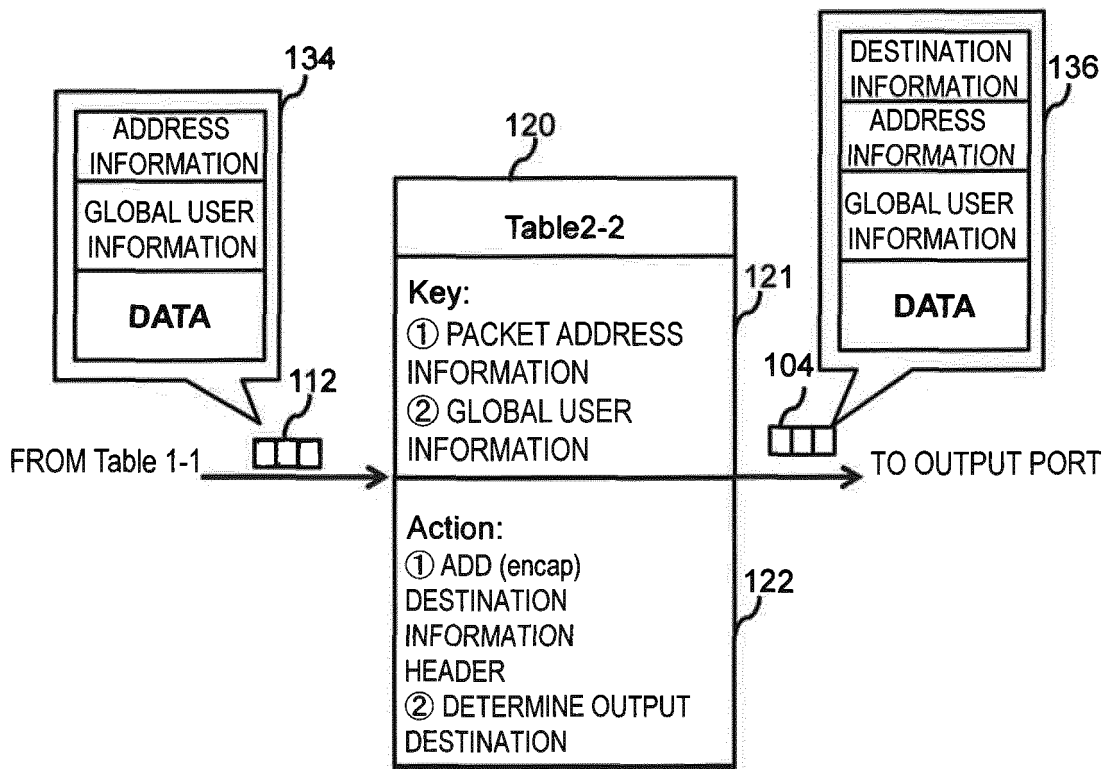 134
ADDRESS
INFORMATION
GLOBAL USER
INFORMATION
DATA
112
FROM Table 1-1
120
Table2-2
121
Key:
① PACKET ADDRESS
INFORMATION
② GLOBAL USER
INFORMATION
Action:
① ADD (encap)
DESTINATION
INFORMATION
HEADER
② DETERMINE OUTPUT
DESTINATION
122
136
DESTINATION
INFORMATION
ADDRESS
INFORMATION
GLOBAL USER
INFORMATION
DATA
104
TO OUTPUT PORT